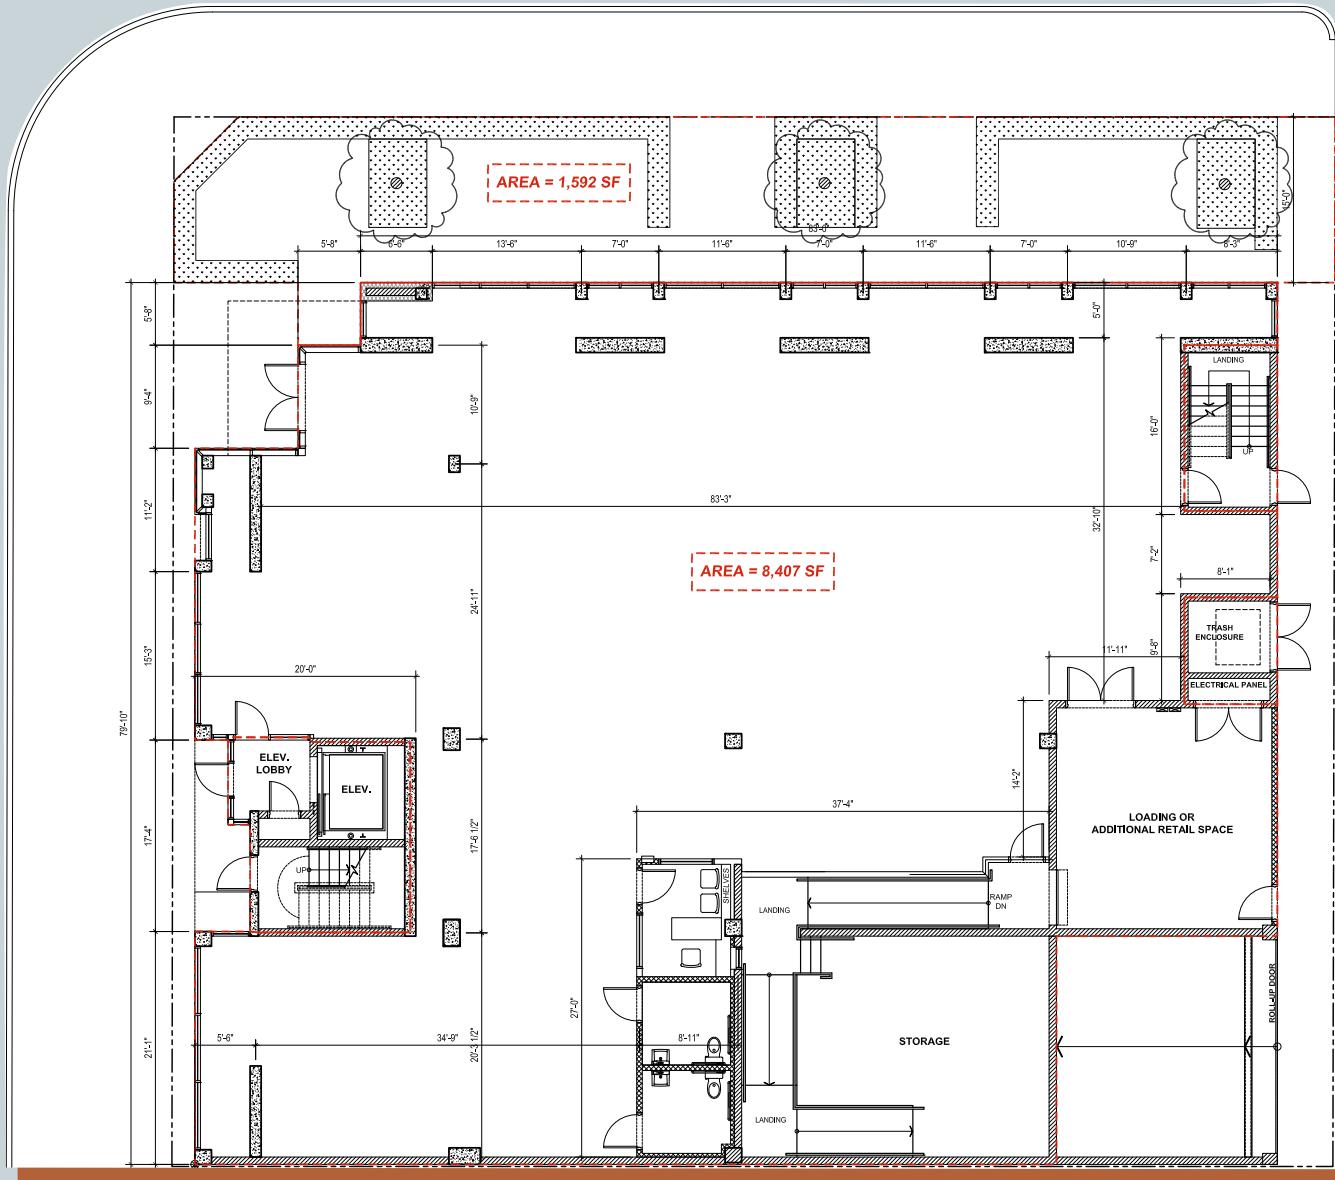 AREA = 1,592 SF
15'-0"
83'-0"
5'-8"
6'-6"
13'-6"
7'-0"
11'-6"
7'-0"
11'-6"
7'-0"
10'-9"
8'-3"
5'-8"
5'-0"
LANDING
9'-4"
10'-9"
16'-0"
UP
83'-3"
11'-2"
32'-10"
7'-2"
AREA = 8,407 SF
8'-1"
24'-11"
TRASH
ENCLOSURE
15'-3"
9'-8"
11'-11"
20'-0"
ELECTRICAL PANEL
79'-10"
ELEV.
LOBBY
ELEV.
14'-2"
37'-4"
LOADING OR
ADDITIONAL RETAIL SPACE
17'-4"
17'-6 1/2"
UP
SHELVES
LANDING
RAMP
DN
27'-0"
ROLL-UP DOOR
5'-6"
34'-9"
8'-11"
STORAGE
21'-1"
20'-3 1/2"
LANDING